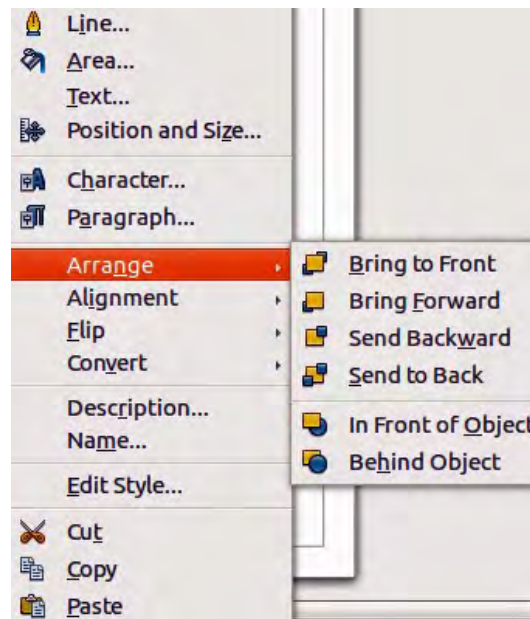 Line...
Area...
Text...
Position and Size...
Character...
Paragraph...
Arrange
Alignment
Flip
Convert
Description...
Name...
Edit Style...
Cut
Copy
Paste
Bring to Front
Bring Forward
Send Backward
Send to Back
In Front of Object
Behind Object